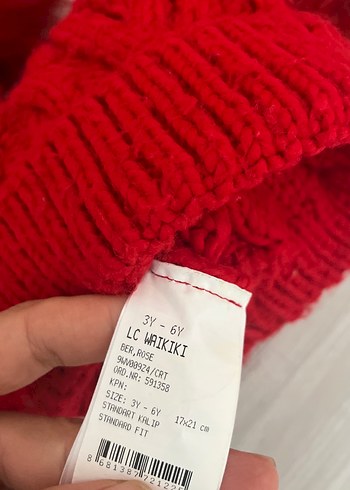 3Y - 6Y
LC WAIKIKI
BER,ROSE
9WV009Z4/CRT
ORD.NR: 591358
KPN:
SIZE: 3Y - 6Y 17x21 cm
STANDART KALIP
STANDARD FIT